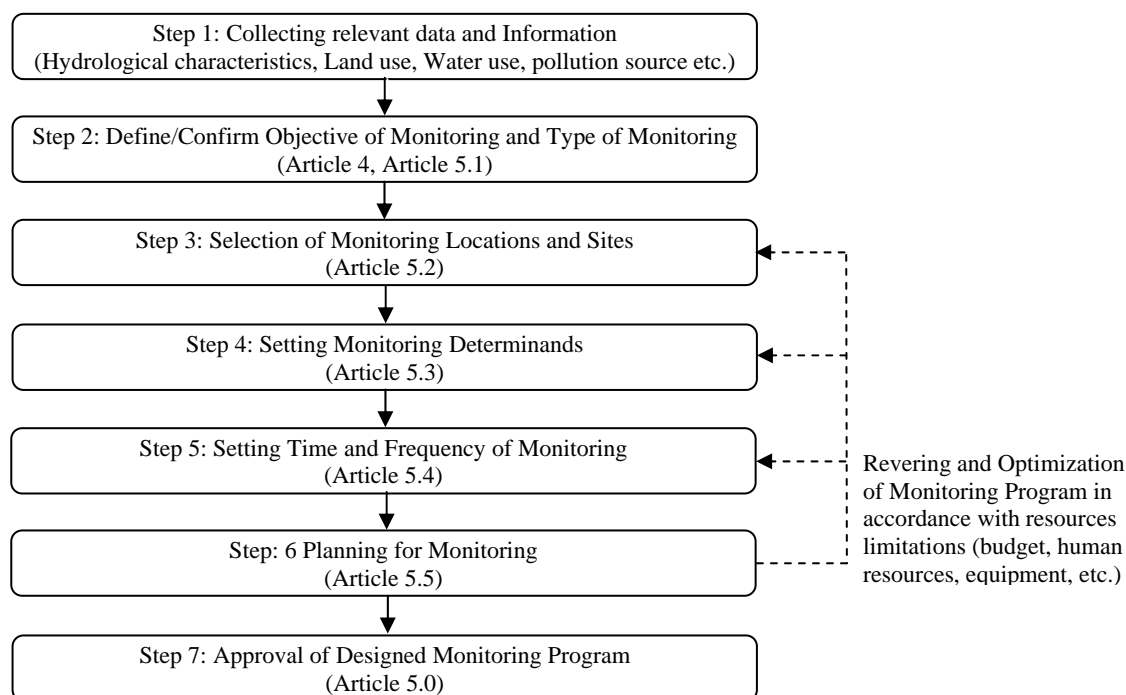 Step 1: Collecting relevant data and Information
(Hydrological characteristics, Land use, Water use, pollution source etc.)
Step 2: Define/Confirm Objective of Monitoring and Type of Monitoring
(Article 4, Article 5.1)
Step 3: Selection of Monitoring Locations and Sites
(Article 5.2)
Step 4: Setting Monitoring Determinands
(Article 5.3)
Step 5: Setting Time and Frequency of Monitoring
(Article 5.4)
Step: 6 Planning for Monitoring
(Article 5.5)
Step 7: Approval of Designed Monitoring Program
(Article 5.0)
Revering and Optimization
of Monitoring Program in
accordance with resources
limitations (budget, human
resources, equipment, etc.)